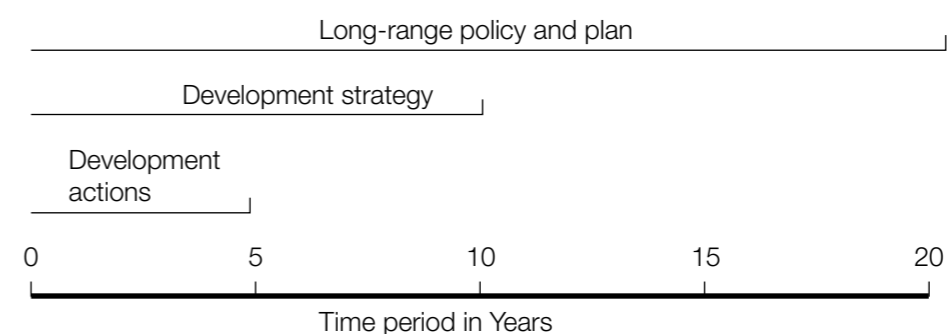 Long-range policy and plan
Development strategy
Development
actions
0 5 10 15 20
Time period in Years